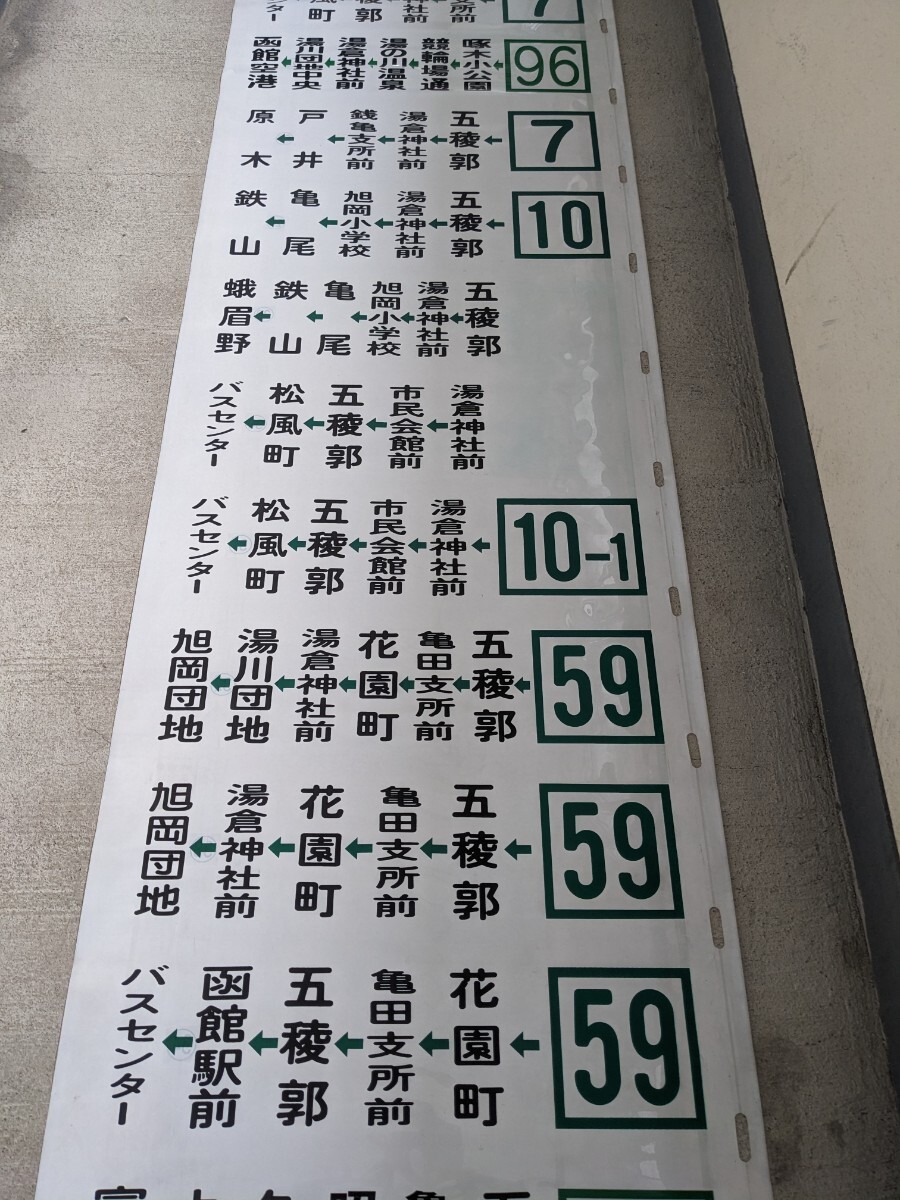 7
96
啄木小公園
競輪場通
湯の川温泉
湯倉神社前
湯川団地中央
函館空港
7
五稜郭
湯倉神社前
銭亀支所前
戸井
原木
10
五稜郭
湯倉神社前
旭岡小学校
亀尾
鉄山
五稜郭
湯倉神社前
旭岡小学校
亀尾
鉄山
蛾眉野
湯倉神社前
市民会館前
五稜郭
松風町
バスセンター
10-1
湯倉神社前
市民会館前
五稜郭
松風町
バスセンター
59
五稜郭
亀田支所前
花園町
湯倉神社前
湯川団地
旭岡団地
59
五稜郭
亀田支所前
花園町
湯倉神社前
旭岡団地
59
花園町
亀田支所前
五稜郭
函館駅前
バスセンター